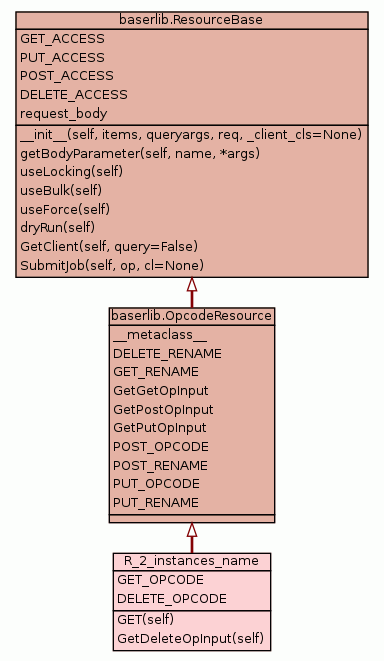 baserlib.ResourceBase
GET_ACCESS
PUT_ACCESS
POST_ACCESS
DELETE_ACCESS
request_body
__init__(self, items, queryargs, req, _client_cls=None)
getBodyParameter(self, name, *args)
useLocking(self)
useBulk(self)
useForce(self)
dryRun(self)
GetClient(self, query=False)
SubmitJob(self, op, cl=None)
baserlib.OpcodeResource
__metaclass__
DELETE_RENAME
GET_RENAME
GetGetOpInput
GetPostOpInput
GetPutOpInput
POST_OPCODE
POST_RENAME
PUT_OPCODE
PUT_RENAME
R_2_instances_name
GET_OPCODE
DELETE_OPCODE
GET(self)
GetDeleteOpInput(self)